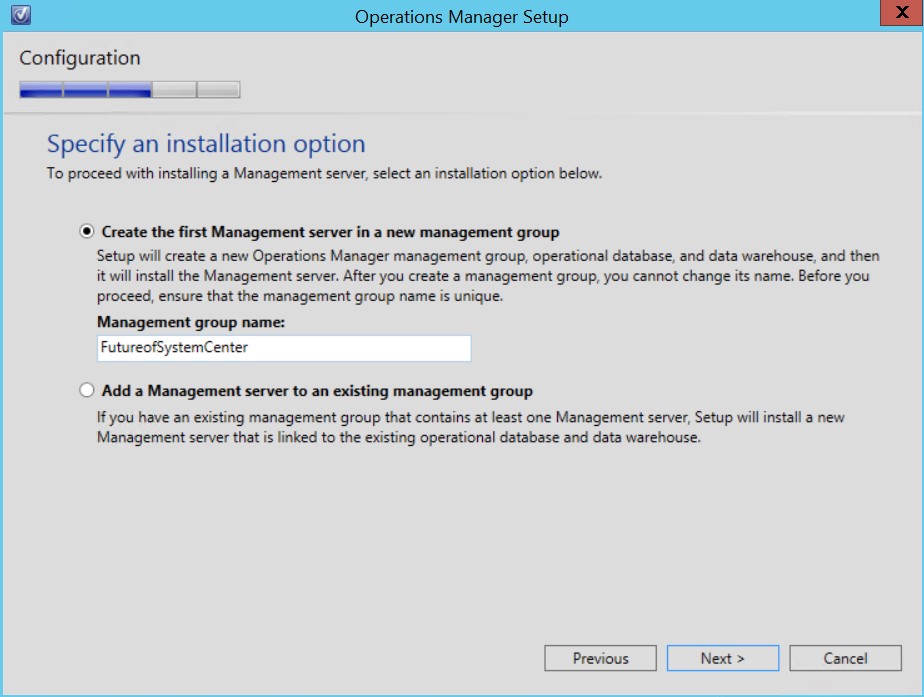 Operations Manager Setup
X
Configuration
Specify an installation option
To proceed with installing a Management server, select an installation option below.
Create the first Management server in a new management group
Setup will create a new Operations Manager management group, operational database, and data warehouse, and then
it will install the Management server. After you create a management group, you cannot change its name. Before you
proceed, ensure that the management group name is unique.
Management group name:
FutureofSystemCenter
Add a Management server to an existing management group
If you have an existing management group that contains at least one Management server, Setup will install a new
Management server that is linked to the existing operational database and data warehouse.
Previous
Next >
Cancel